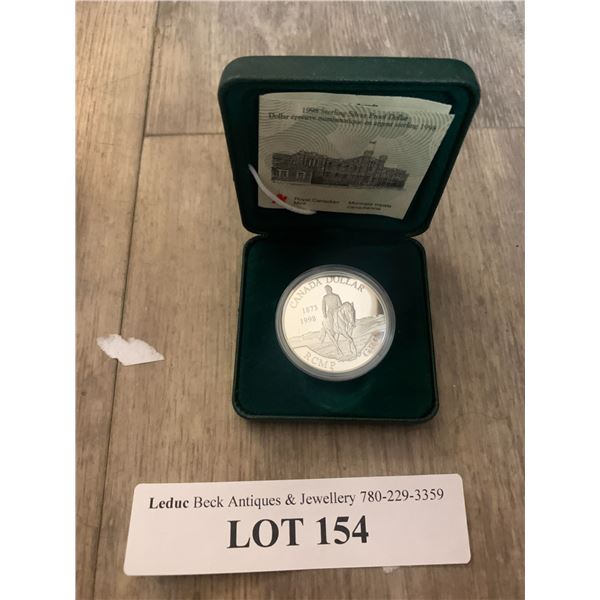 1998 Sterling Silver Proof Dollar
Dollar épreuve numismatique en argent sterling 1998
Royal Canadian Mint
Monnaie royale canadienne
CANADA DOLLAR
1873
1998
RCMP
GRC
Leduc Beck Antiques & Jewellery 780-229-3359
LOT 154